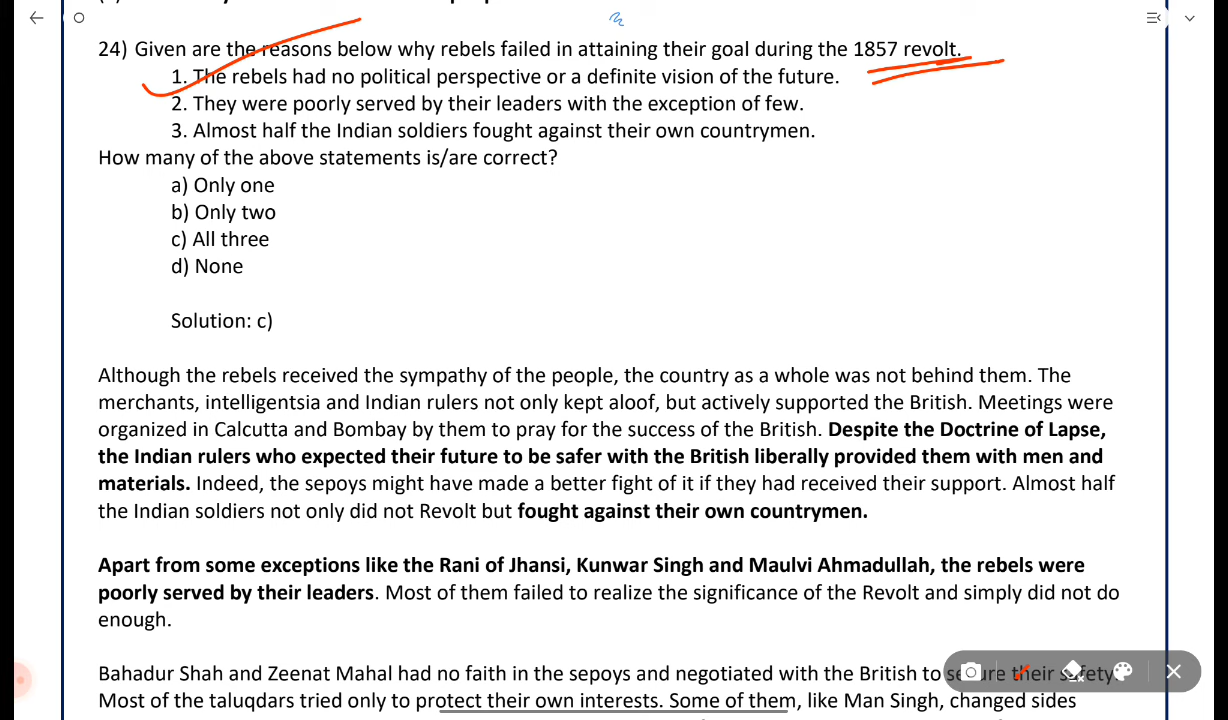 24) Given are the reasons below why rebels failed in attaining their goal during the 1857 revolt.
1. The rebels had no political perspective or a definite vision of the future.
2. They were poorly served by their leaders with the exception of few.
3. Almost half the Indian soldiers fought against their own countrymen.
How many of the above statements is/are correct?
a) Only one
b) Only two
c) All three
d) None
Solution: c)
Although the rebels received the sympathy of the people, the country as a whole was not behind them. The
merchants, intelligentsia and Indian rulers not only kept aloof, but actively supported the British. Meetings were
organized in Calcutta and Bombay by them to pray for the success of the British. Despite the Doctrine of Lapse,
the Indian rulers who expected their future to be safer with the British liberally provided them with men and
materials. Indeed, the sepoys might have made a better fight of it if they had received their support. Almost half
the Indian soldiers not only did not Revolt but fought against their own countrymen.
Apart from some exceptions like the Rani of Jhansi, Kunwar Singh and Maulvi Ahmadullah, the rebels were
poorly served by their leaders. Most of them failed to realize the significance of the Revolt and simply did not do
enough.
Bahadur Shah and Zeenat Mahal had no faith in the sepoys and negotiated with the British to secure their safety.
Most of the taluqdars tried only to protect their own interests. Some of them, like Man Singh, changed sides